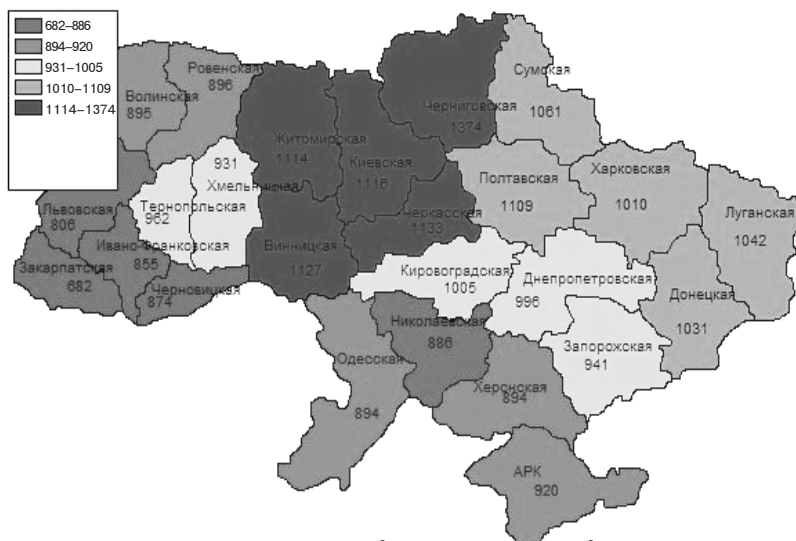 682–886
894–920
931–1005
1010–1109
1114–1374
Волинская
895
Ровенская
896
Житомирская
1114
Киевская
1116
Черниговская
1374
Сумская
1061
Львовская
806
Тернопольская
962
931
Хмельницкая
Ивано-Франковская
855
Закарпатская
682
Черновицкая
874
Винницкая
1127
Черкасская
1133
Полтавская
1109
Харковская
1010
Луганская
1042
Кировоградская
1005
Днепропетровская
996
Донецкая
1031
Николаевская
886
Запорожская
941
Одесская
894
Херснская
894
АРК
920